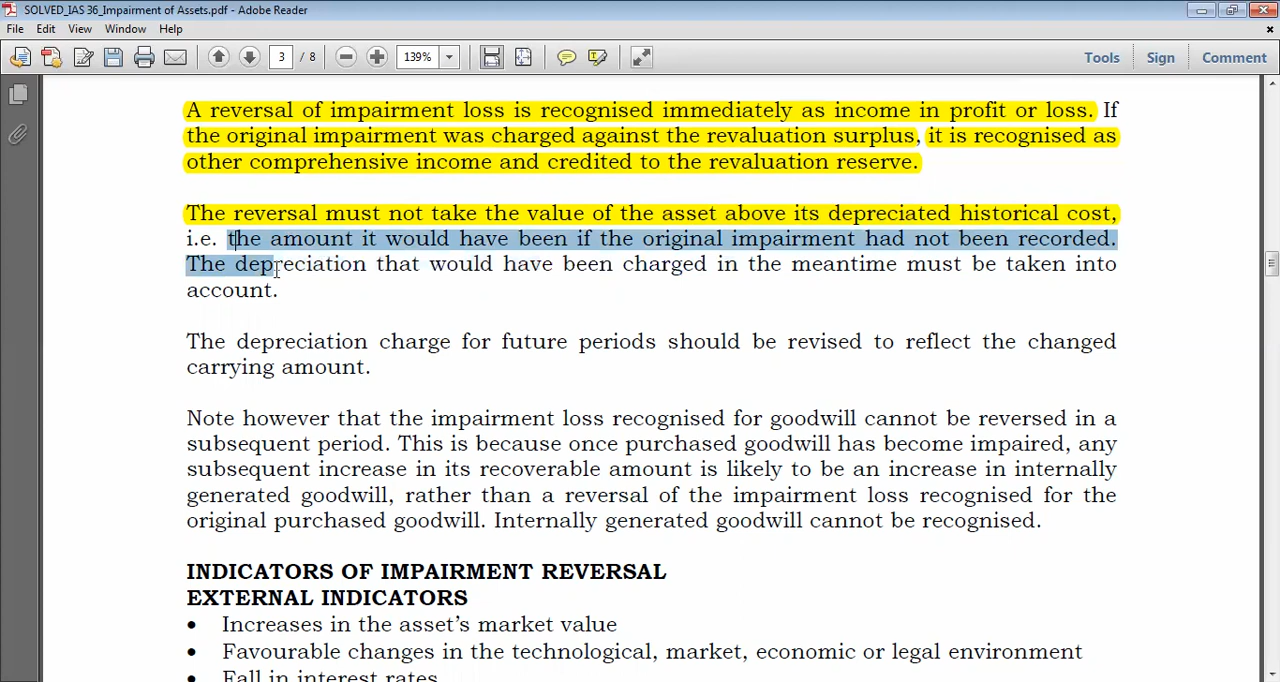 SOLVED_IAS 36_Impairment of Assets.pdf - Adobe Reader
File Edit View Window Help
3 / 8 139% Tools Sign Comment
A reversal of impairment loss is recognised immediately as income in profit or loss. If
the original impairment was charged against the revaluation surplus, it is recognised as
other comprehensive income and credited to the revaluation reserve.
The reversal must not take the value of the asset above its depreciated historical cost,
i.e. the amount it would have been if the original impairment had not been recorded.
The depreciation that would have been charged in the meantime must be taken into
account.
The depreciation charge for future periods should be revised to reflect the changed
carrying amount.
Note however that the impairment loss recognised for goodwill cannot be reversed in a
subsequent period. This is because once purchased goodwill has become impaired, any
subsequent increase in its recoverable amount is likely to be an increase in internally
generated goodwill, rather than a reversal of the impairment loss recognised for the
original purchased goodwill. Internally generated goodwill cannot be recognised.
INDICATORS OF IMPAIRMENT REVERSAL
EXTERNAL INDICATORS
• Increases in the asset’s market value
• Favourable changes in the technological, market, economic or legal environment
• Fall in interest rates